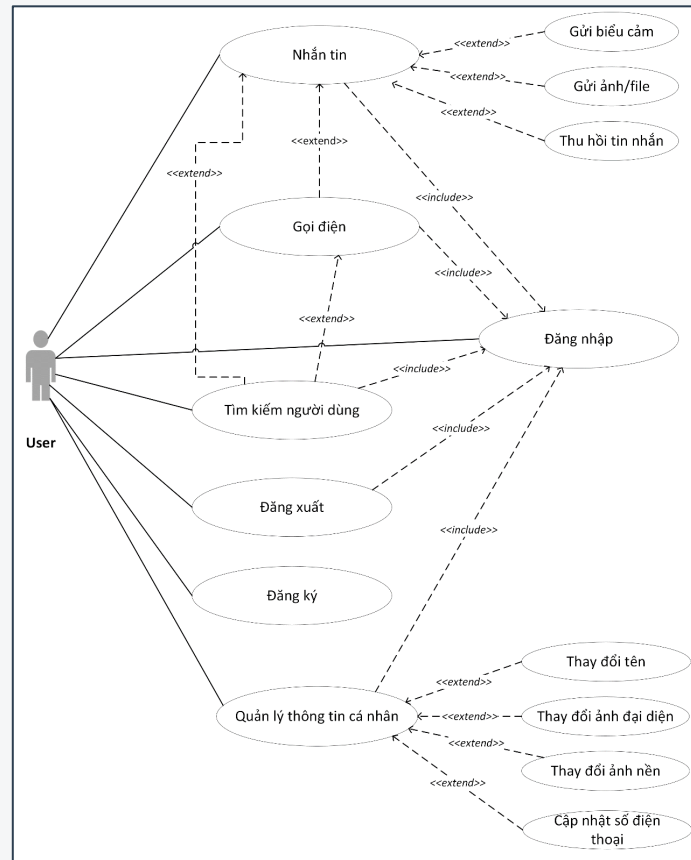 Nhắn tin
<<extend>>
Gửi biểu cảm
<<extend>>
Gửi ảnh/file
<<extend>>
Thu hồi tin nhắn
<<extend>>
<<extend>>
<<include>>
Gọi điện
<<include>>
<<extend>>
Đăng nhập
<<include>>
Tìm kiếm người dùng
User
<<include>>
Đăng xuất
<<include>>
Đăng ký
Thay đổi tên
<<extend>>
Quản lý thông tin cá nhân
<<extend>>
Thay đổi ảnh đại diện
<<extend>>
Thay đổi ảnh nền
<<extend>>
Cập nhật số điện
thoại